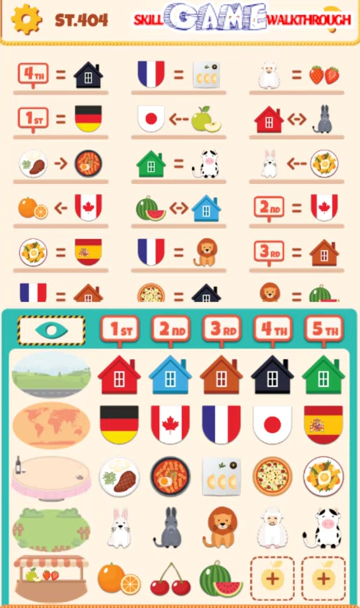 ST.404
SKILL GAME WALKTHROUGH
4TH =
=
=
1ST =
=
=
=
2ND =
=
=
3RD =
=
=
=
1ST 2ND 3RD 4TH 5TH